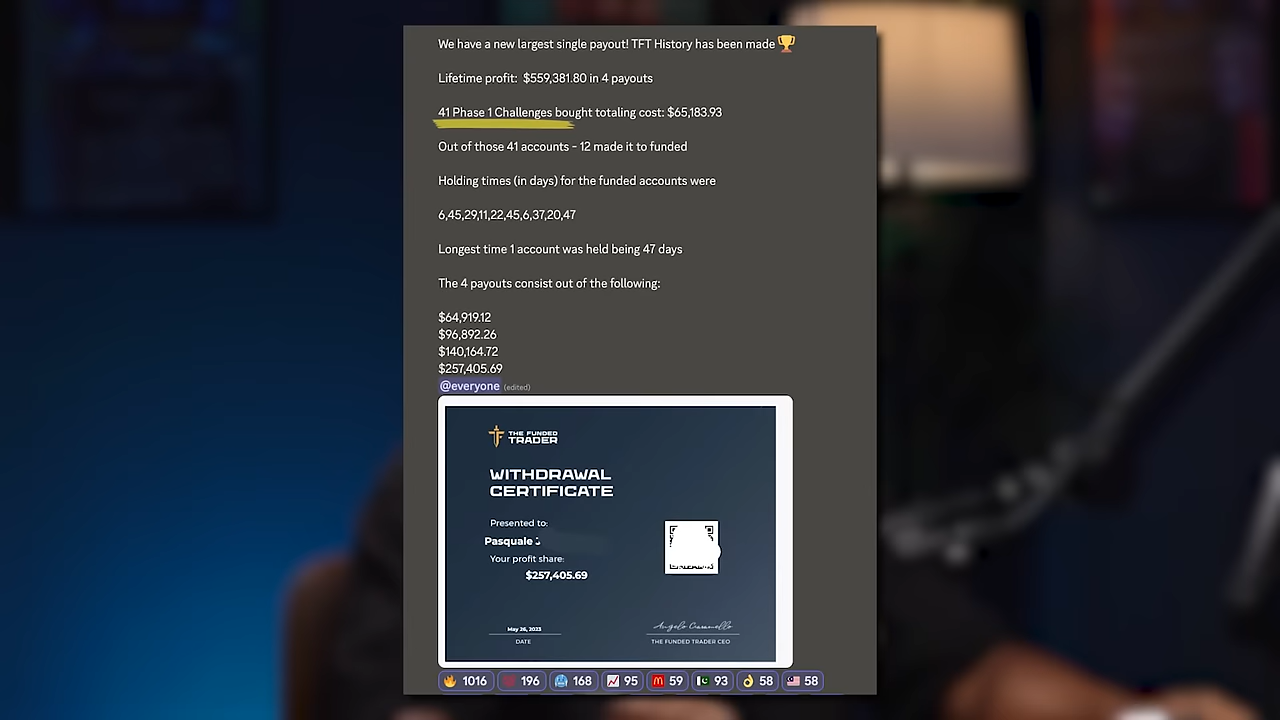 We have a new largest single payout! TFT History has been made 🏆
Lifetime profit: $559,381.80 in 4 payouts
41 Phase 1 Challenges bought totaling cost: $65,183.93
Out of those 41 accounts - 12 made it to funded
Holding times (in days) for the funded accounts were
6,45,29,11,22,45,6,37,20,47
Longest time 1 account was held being 47 days
The 4 payouts consist out of the following:
$64,919.12
$96,892.26
$140,164.72
$257,405.69
@everyone (edited)
THE FUNDED
TRADER
WITHDRAWAL
CERTIFICATE
Presented to:
Pasquale
Your profit share:
$257,405.69
May 26, 2023
DATE
Angelo Ciaramello
THE FUNDED TRADER CEO
🔥 1016 💯 196 🥶 168 📈 95 59 🇵🇰 93 👌 58 🇲🇾 58